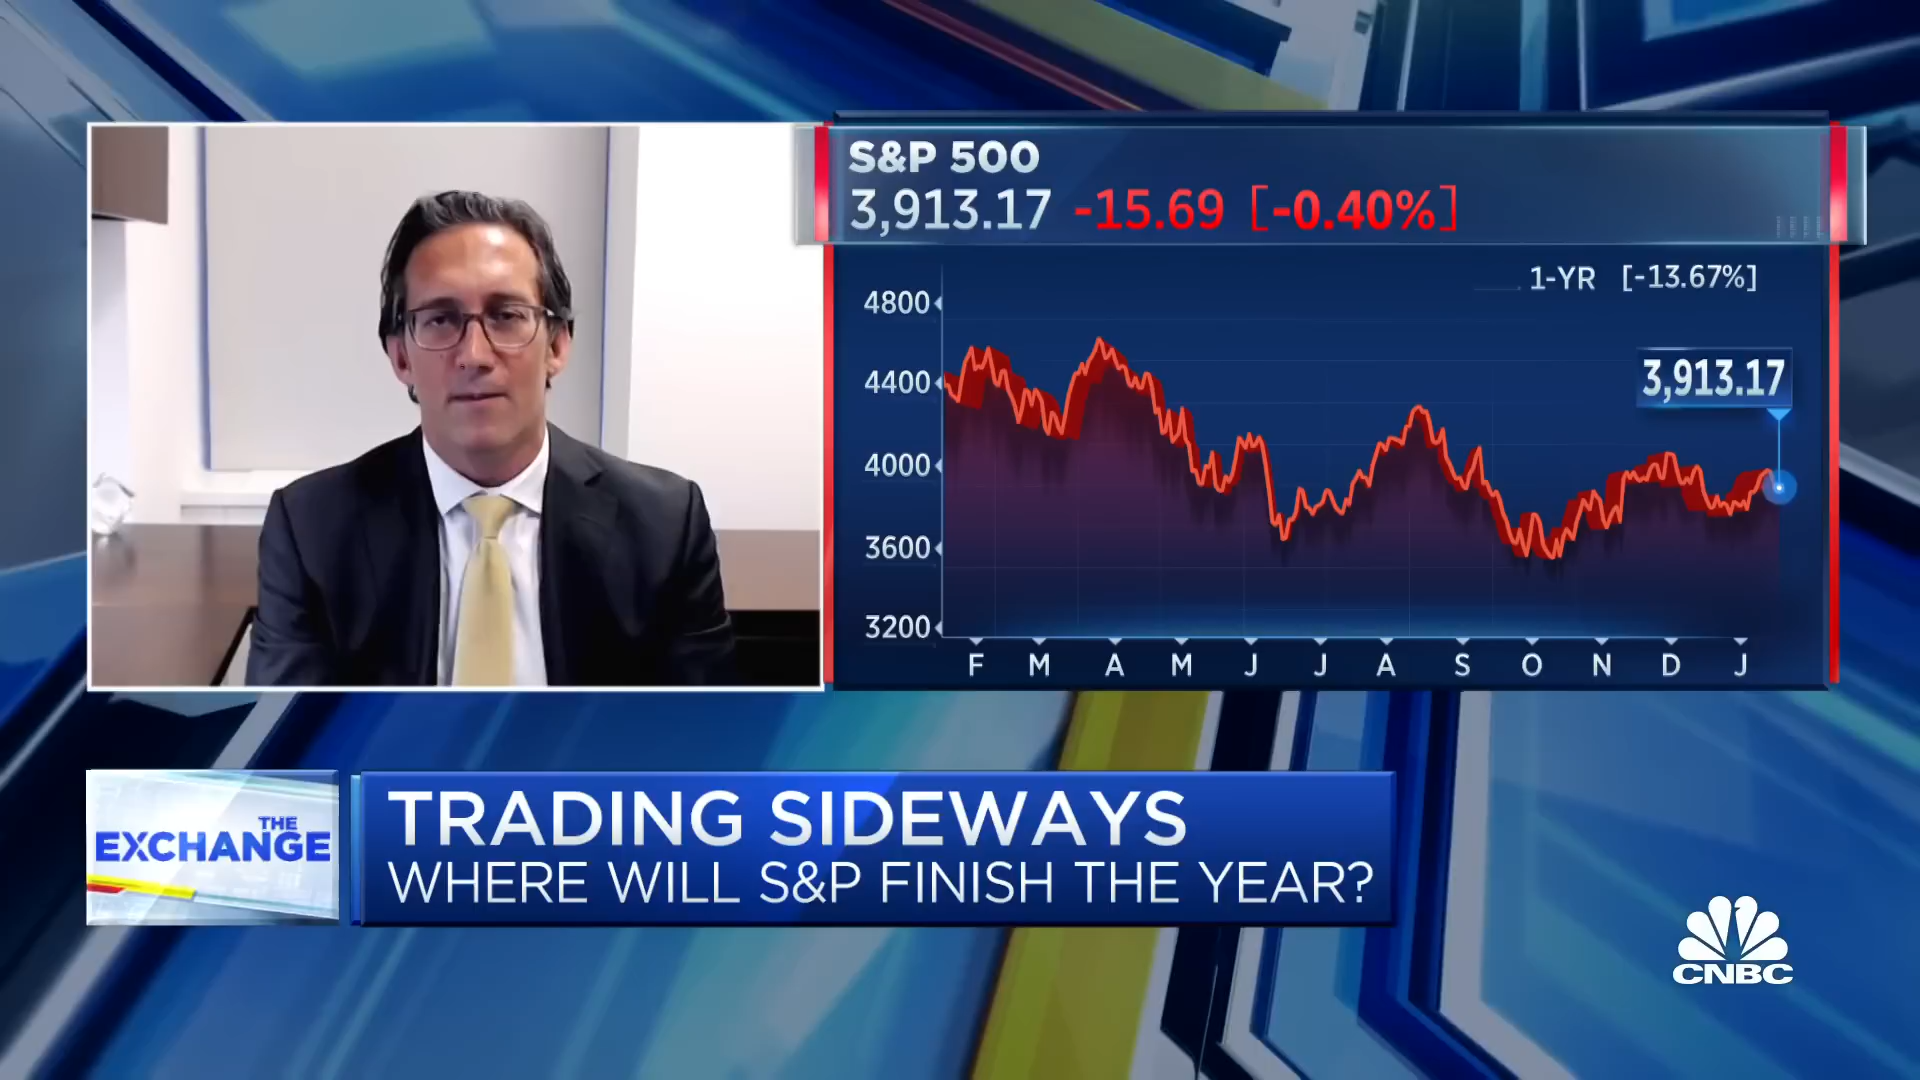 S&P 500
3,913.17 -15.69 [-0.40%]
1-YR [-13.67%]
4800
4400
4000
3600
3200
3,913.17
F M A M J J A S O N D J
THE
EXCHANGE
TRADING SIDEWAYS
WHERE WILL S&P FINISH THE YEAR?
CNBC